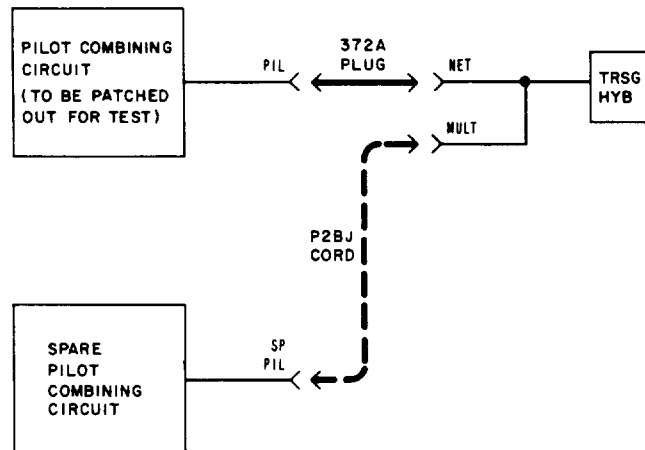 PILOT COMBINING
CIRCUIT
(TO BE PATCHED
OUT FOR TEST)
PIL
372A
PLUG
NET
TRSG
HYB
MULT
P2BJ
CORD
SPARE
PILOT
COMBINING
CIRCUIT
SP
PIL